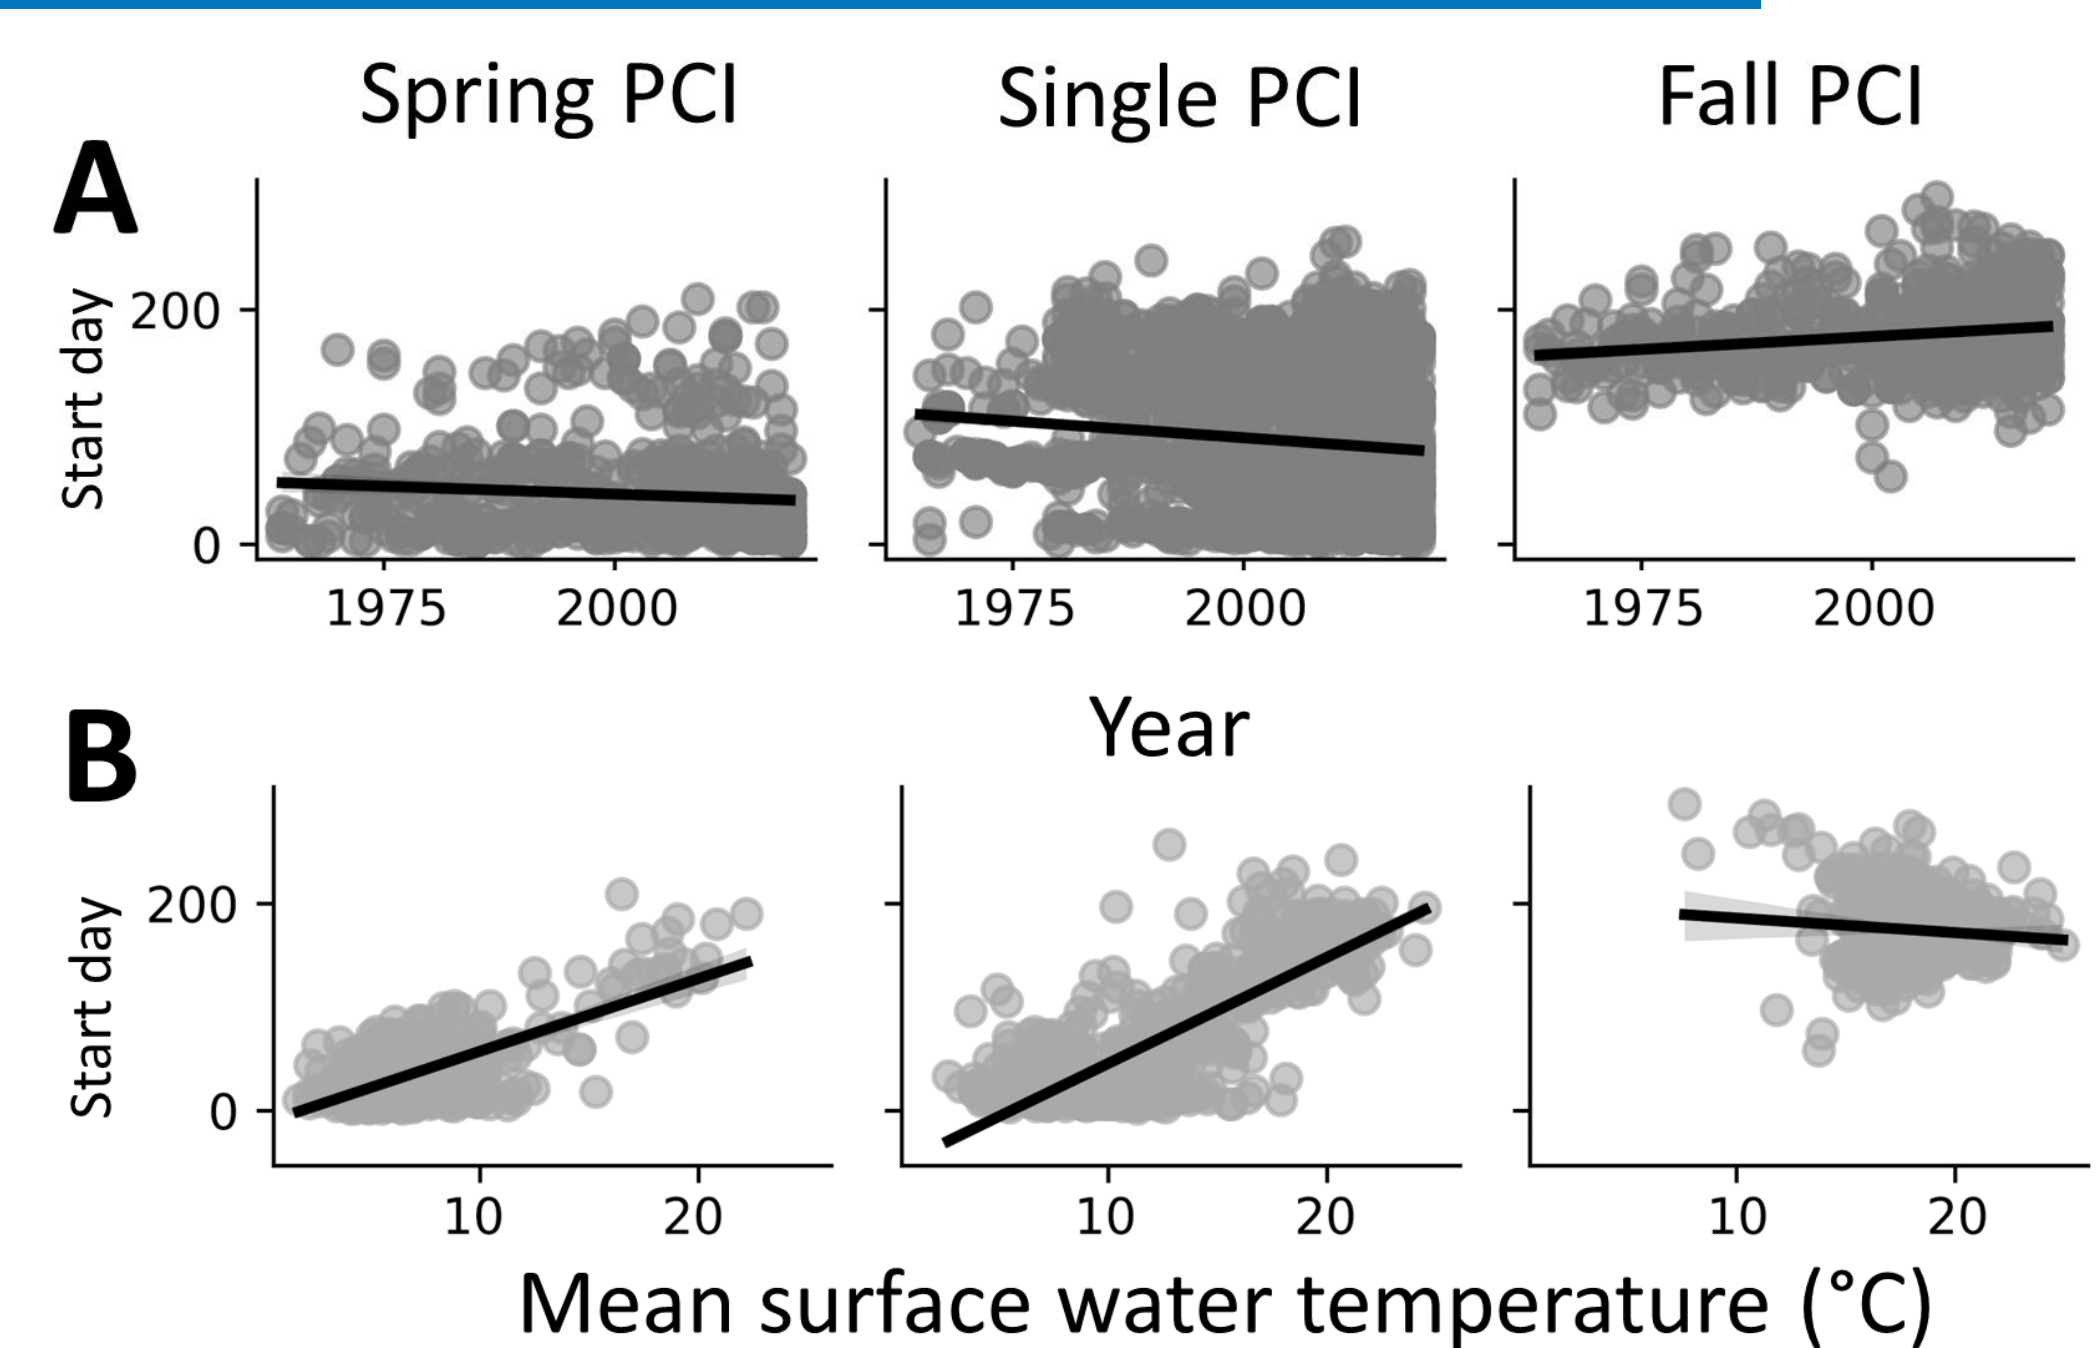 Spring PCI Single PCI Fall PCI
A
Start day
200
0
1975 2000 1975 2000 1975 2000
Year
B
Start day
200
0
10 20 10 20 10 20
Mean surface water temperature (°C)